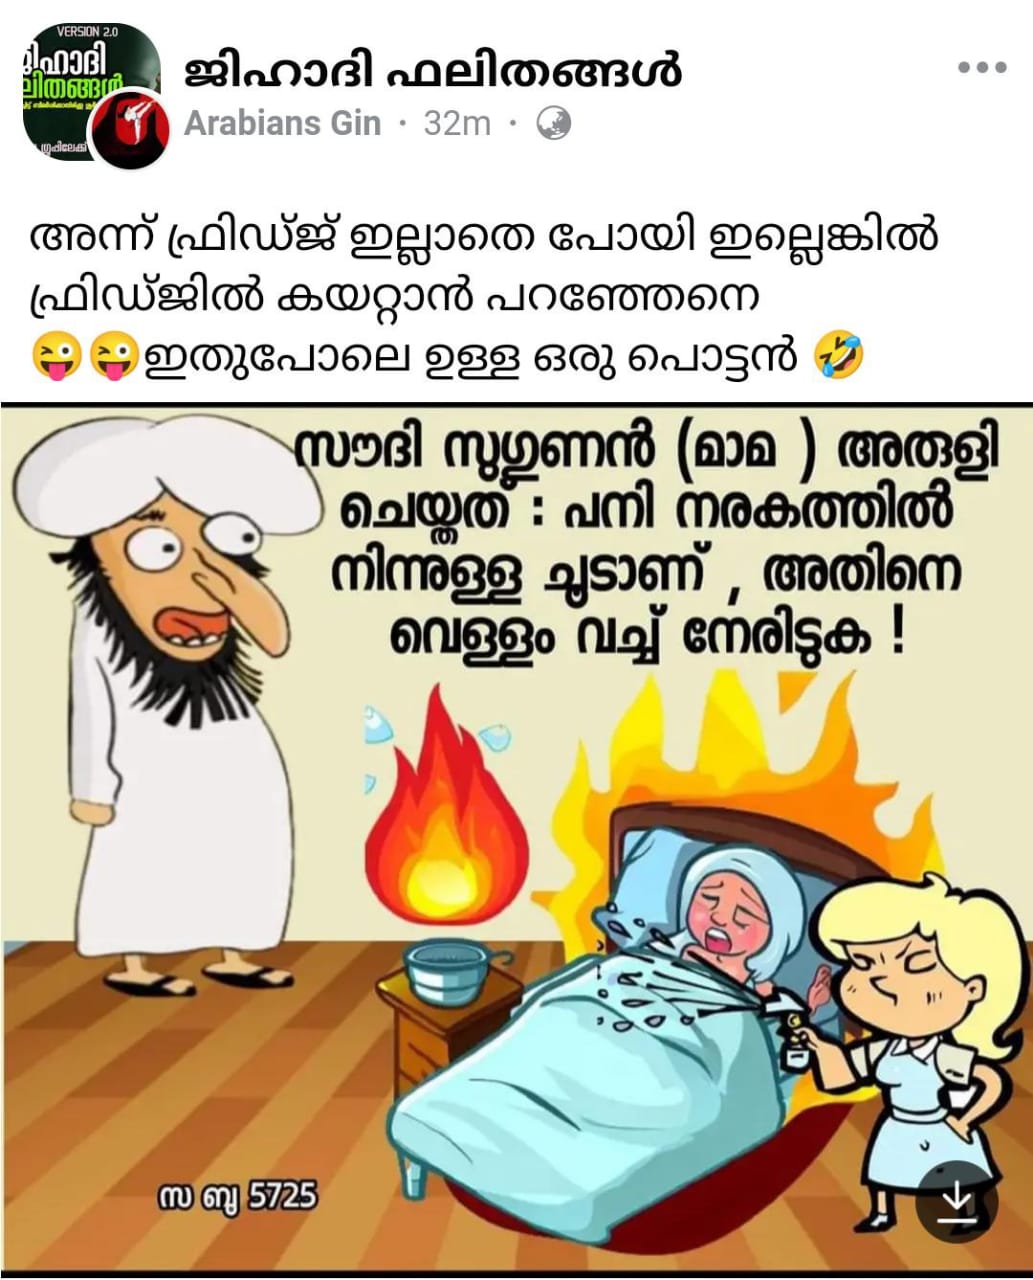 VERSION 2.0
ജിഹാദി
ഫലിതങ്ങൾ
ജിഹാദി ഫലിതങ്ങൾ
Arabians Gin · 32m ·
അന്ന് ഫ്രിഡ്ജ് ഇല്ലാതെ പോയി ഇല്ലെങ്കിൽ
ഫ്രിഡ്ജിൽ കയറ്റാൻ പറഞ്ഞേനെ
😜😜ഇതുപോലെ ഉള്ള ഒരു പൊട്ടൻ 🤣
സൗദി സുഗുണൻ (മാമ ) അരുളി
ചെയ്തത് : പനി നരകത്തിൽ
നിന്നുള്ള ചൂടാണ് , അതിനെ
വെള്ളം വച്ച് നേരിടുക !
സ ബു 5725